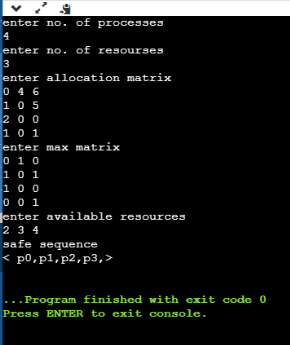 enter no. of processes
4
enter no. of resourses
3
enter allocation matrix
0 4 6
1 0 5
2 0 0
1 0 1
enter max matrix
0 1 0
1 0 1
1 0 0
0 0 1
enter available resources
2 3 4
safe sequence
< p0,p1,p2,p3,>
...Program finished with exit code 0
Press ENTER to exit console.